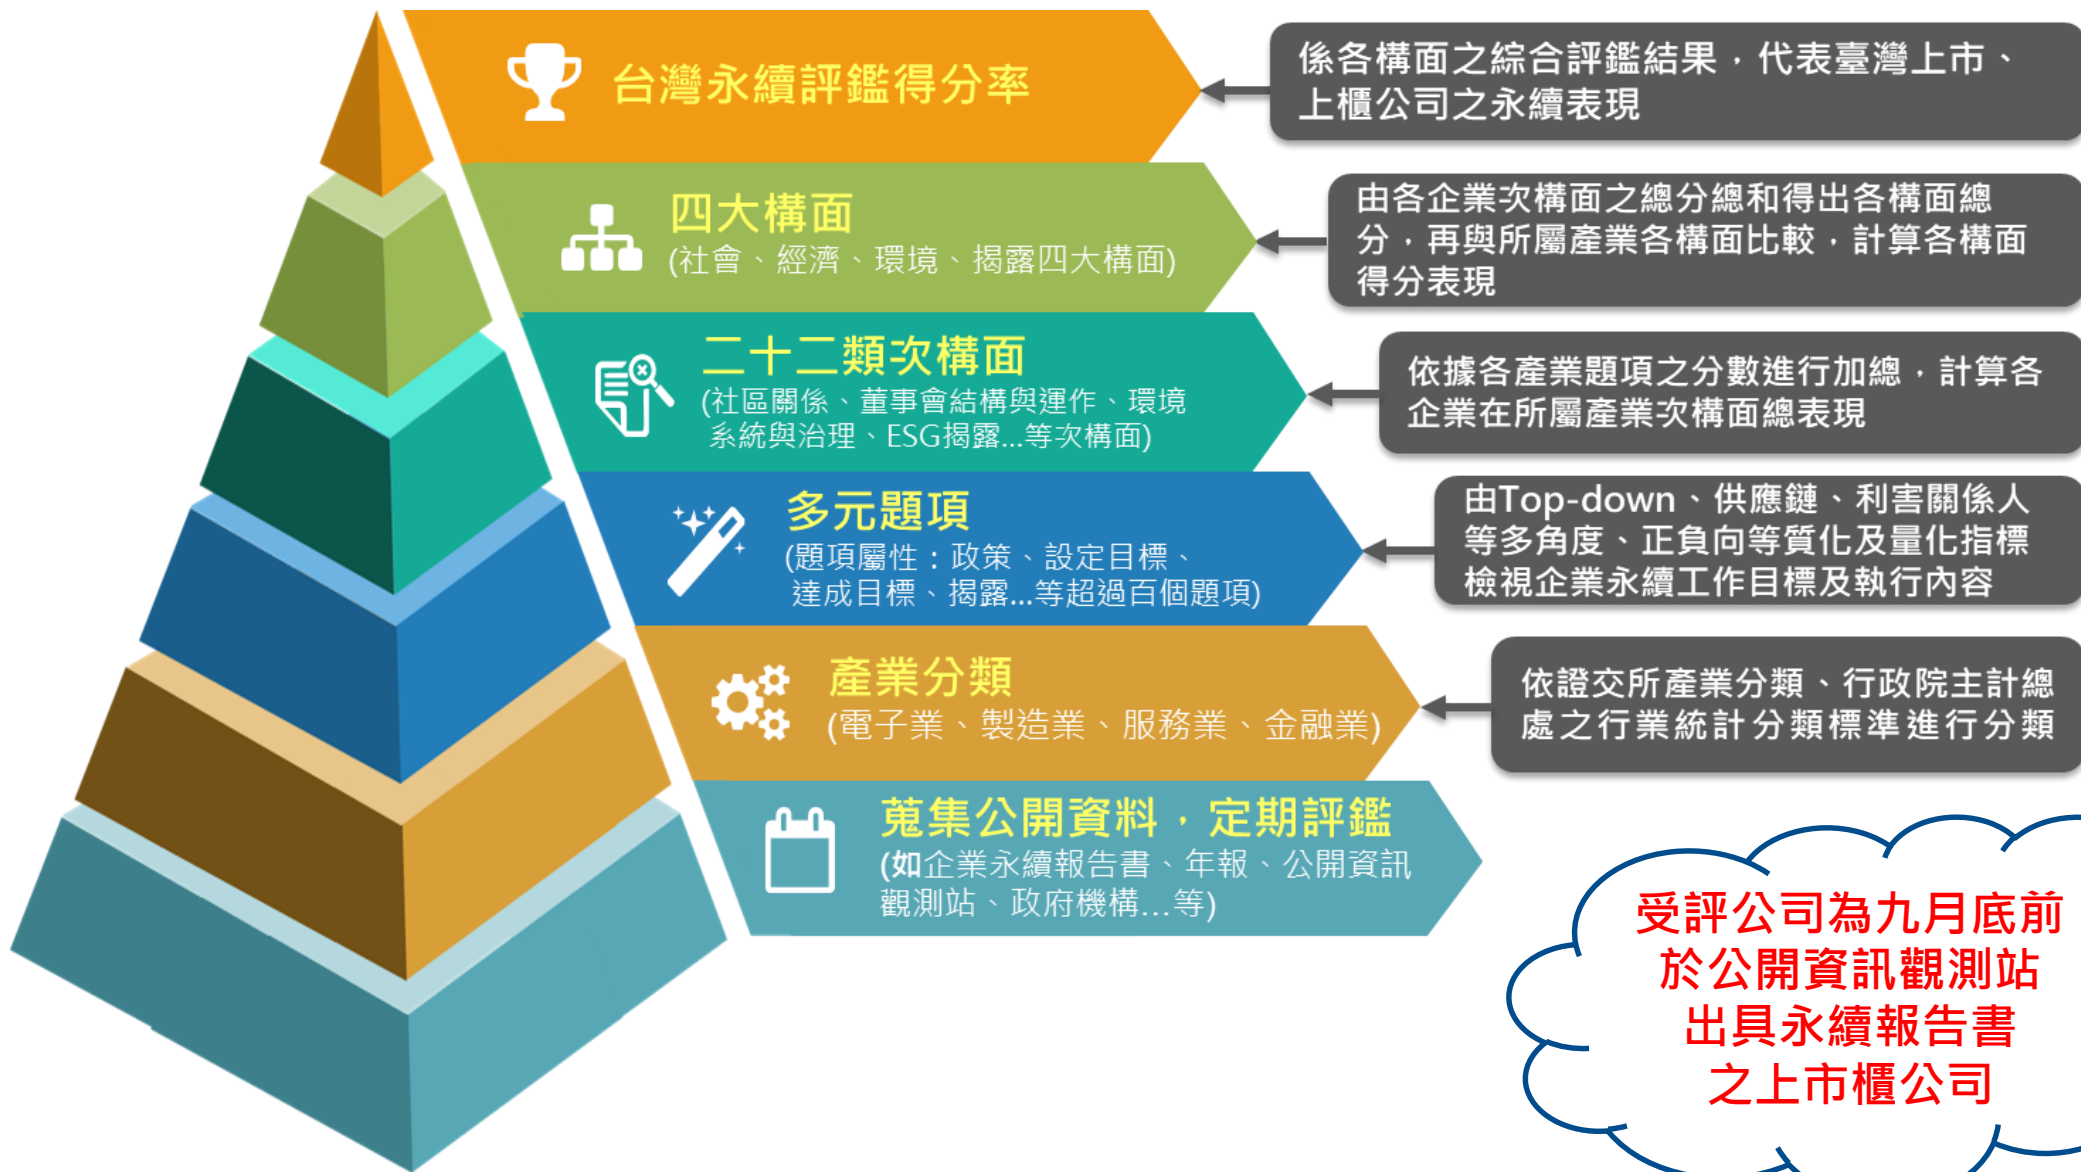 台灣永續評鑑得分率
係各構面之綜合評鑑結果，代表臺灣上市、
上櫃公司之永續表現
四大構面
(社會、經濟、環境、揭露四大構面)
由各企業次構面之總分總和得出各構面總
分，再與所屬產業各構面比較，計算各構面
得分表現
二十二類次構面
(社區關係、董事會結構與運作、環境
系統與治理、ESG揭露...等次構面)
依據各產業題項之分數進行加總，計算各
企業在所屬產業次構面總表現
多元題項
(題項屬性：政策、設定目標、
達成目標、揭露...等超過百個題項)
由Top-down、供應鏈、利害關係人
等多角度、正負向等質化及量化指標
檢視企業永續工作目標及執行內容
產業分類
(電子業、製造業、服務業、金融業)
依證交所產業分類、行政院主計總
處之行業統計分類標準進行分類
蒐集公開資料，定期評鑑
(如企業永續報告書、年報、公開資訊
觀測站、政府機構...等)
受評公司為九月底前
於公開資訊觀測站
出具永續報告書
之上市櫃公司